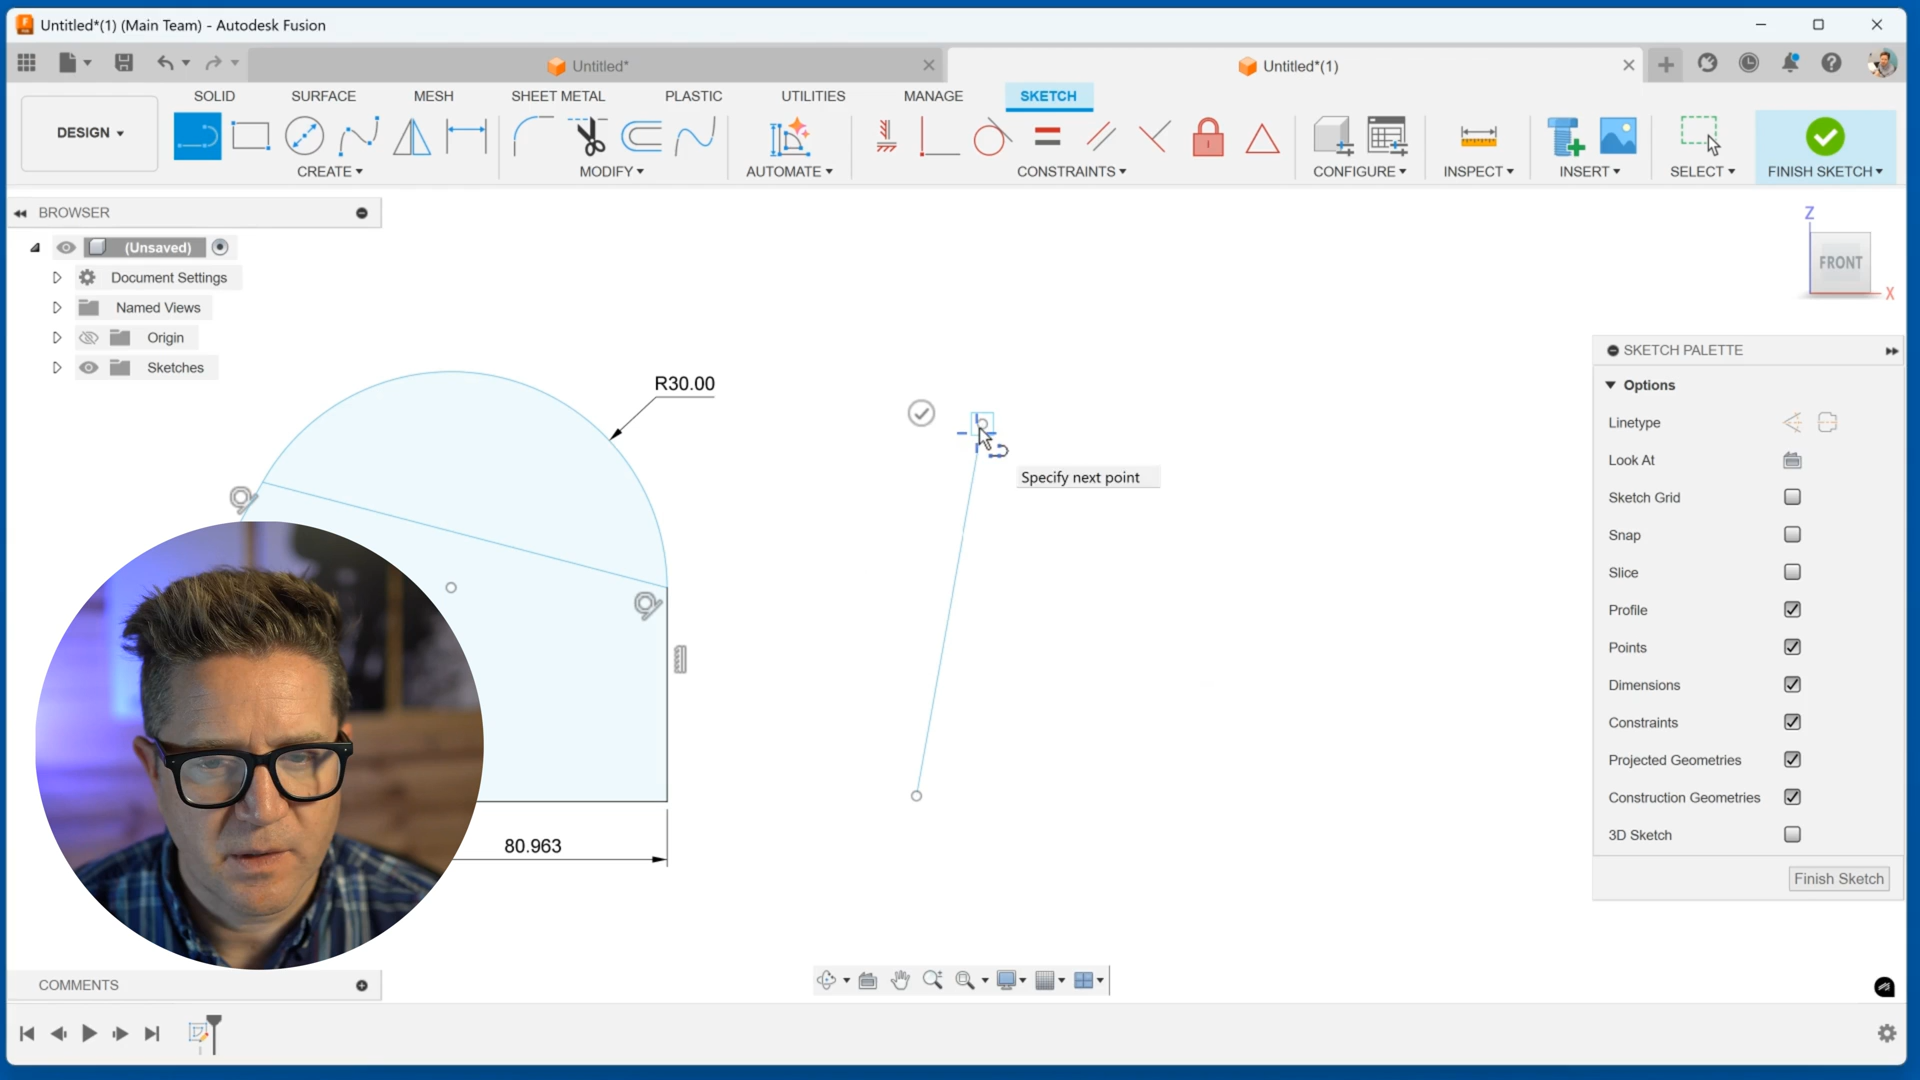 Untitled*(1) (Main Team) - Autodesk Fusion
Untitled*
Untitled*(1)
DESIGN
SOLID
SURFACE
MESH
SHEET METAL
PLASTIC
UTILITIES
MANAGE
SKETCH
CREATE
MODIFY
AUTOMATE
CONSTRAINTS
CONFIGURE
INSPECT
INSERT
SELECT
FINISH SKETCH
BROWSER
(Unsaved)
Document Settings
Named Views
Origin
Sketches
Z
FRONT
X
R30.00
Specify next point
80.963
SKETCH PALETTE
Options
Linetype
Look At
Sketch Grid
Snap
Slice
Profile
Points
Dimensions
Constraints
Projected Geometries
Construction Geometries
3D Sketch
Finish Sketch
COMMENTS